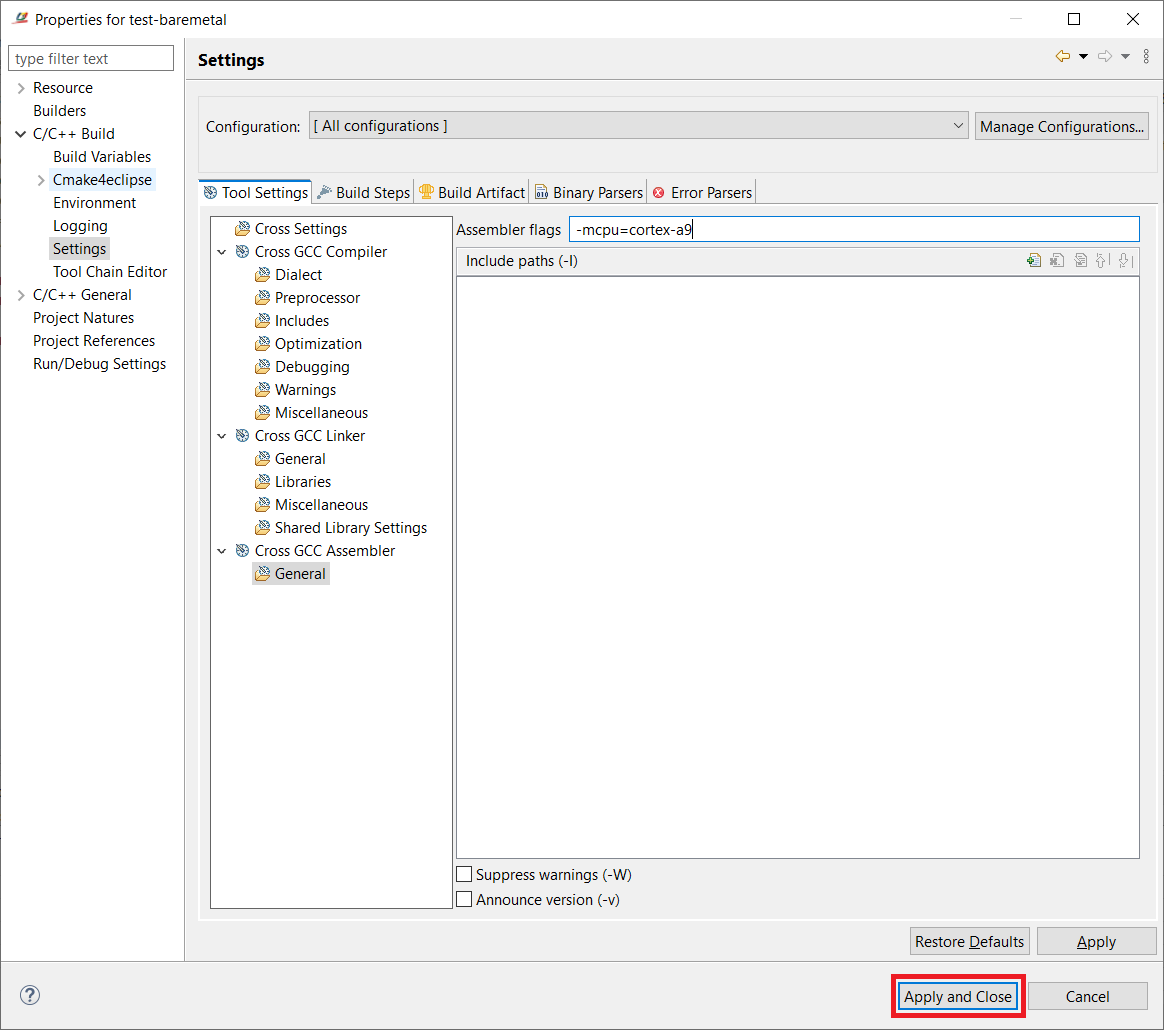 Properties for test-baremetal
type filter text
Resource
Builders
C/C++ Build
Build Variables
Cmake4eclipse
Environment
Logging
Settings
Tool Chain Editor
C/C++ General
Project Natures
Project References
Run/Debug Settings
Settings
Configuration: [ All configurations ] Manage Configurations...
Tool Settings Build Steps Build Artifact Binary Parsers Error Parsers
Cross Settings
Cross GCC Compiler
Dialect
Preprocessor
Includes
Optimization
Debugging
Warnings
Miscellaneous
Cross GCC Linker
General
Libraries
Miscellaneous
Shared Library Settings
Cross GCC Assembler
General
Assembler flags -mcpu=cortex-a9
Include paths (-I)
Suppress warnings (-W)
Announce version (-v)
Restore Defaults Apply
Apply and Close Cancel